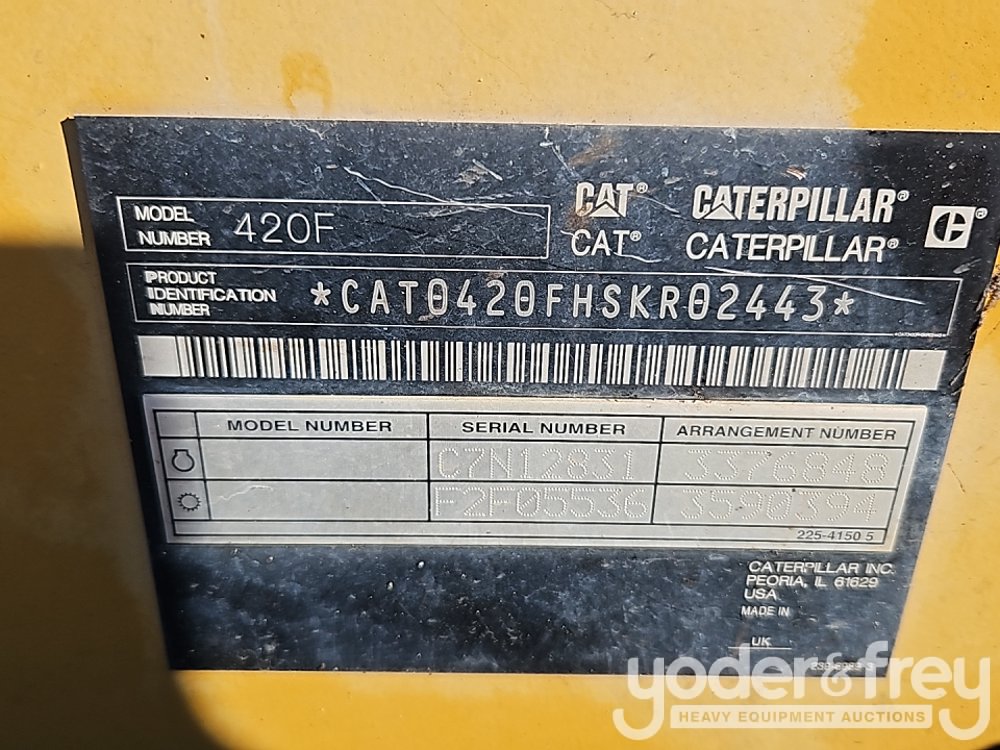 MODEL
NUMBER 420F
CAT® CATERPILLAR®
CAT® CATERPILLAR®
PRODUCT
IDENTIFICATION
NUMBER
*CAT0420FHSKR02443*
MODEL NUMBER SERIAL NUMBER ARRANGEMENT NUMBER
C7N12831 3376848
F2F05536 3590394
225-4150 5
CATERPILLAR INC.
PEORIA, IL 61629
USA
MADE IN
UK
yoder&frey
HEAVY EQUIPMENT AUCTIONS